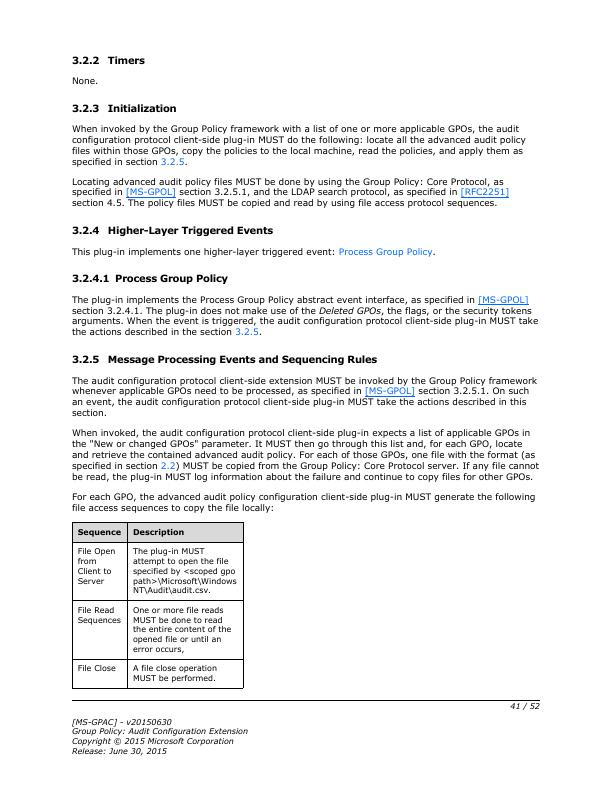 3.2.2 Timers
None.
3.2.3 Initialization
When invoked by the Group Policy framework with a list of one or more applicable GPOs, the audit
configuration protocol client-side plug-in MUST do the following: locate all the advanced audit policy
files within those GPOs, copy the policies to the local machine, read the policies, and apply them as
specified in section 3.2.5.
Locating advanced audit policy files MUST be done by using the Group Policy: Core Protocol, as
specified in [MS-GPOL] section 3.2.5.1, and the LDAP search protocol, as specified in [RFC2251]
section 4.5. The policy files MUST be copied and read by using file access protocol sequences.
3.2.4 Higher-Layer Triggered Events
This plug-in implements one higher-layer triggered event: Process Group Policy.
3.2.4.1 Process Group Policy
The plug-in implements the Process Group Policy abstract event interface, as specified in [MS-GPOL]
section 3.2.4.1. The plug-in does not make use of the Deleted GPOs, the flags, or the security tokens
arguments. When the event is triggered, the audit configuration protocol client-side plug-in MUST take
the actions described in the section 3.2.5.
3.2.5 Message Processing Events and Sequencing Rules
The audit configuration protocol client-side extension MUST be invoked by the Group Policy framework
whenever applicable GPOs need to be processed, as specified in [MS-GPOL] section 3.2.5.1. On such
an event, the audit configuration protocol client-side plug-in MUST take the actions described in this
section.
When invoked, the audit configuration protocol client-side plug-in expects a list of applicable GPOs in
the "New or changed GPOs" parameter. It MUST then go through this list and, for each GPO, locate
and retrieve the contained advanced audit policy. For each of those GPOs, one file with the format (as
specified in section 2.2) MUST be copied from the Group Policy: Core Protocol server. If any file cannot
be read, the plug-in MUST log information about the failure and continue to copy files for other GPOs.
For each GPO, the advanced audit policy configuration client-side plug-in MUST generate the following
file access sequences to copy the file locally:
Sequence Description
File Open
from
Client to
Server
The plug-in MUST
attempt to open the file
specified by <scoped gpo
path>\Microsoft\Windows
NT\Audit\audit.csv.
File Read
Sequences
One or more file reads
MUST be done to read
the entire content of the
opened file or until an
error occurs,
File Close
A file close operation
MUST be performed.
41 / 52
[MS-GPAC] - v20150630
Group Policy: Audit Configuration Extension
Copyright © 2015 Microsoft Corporation
Release: June 30, 2015